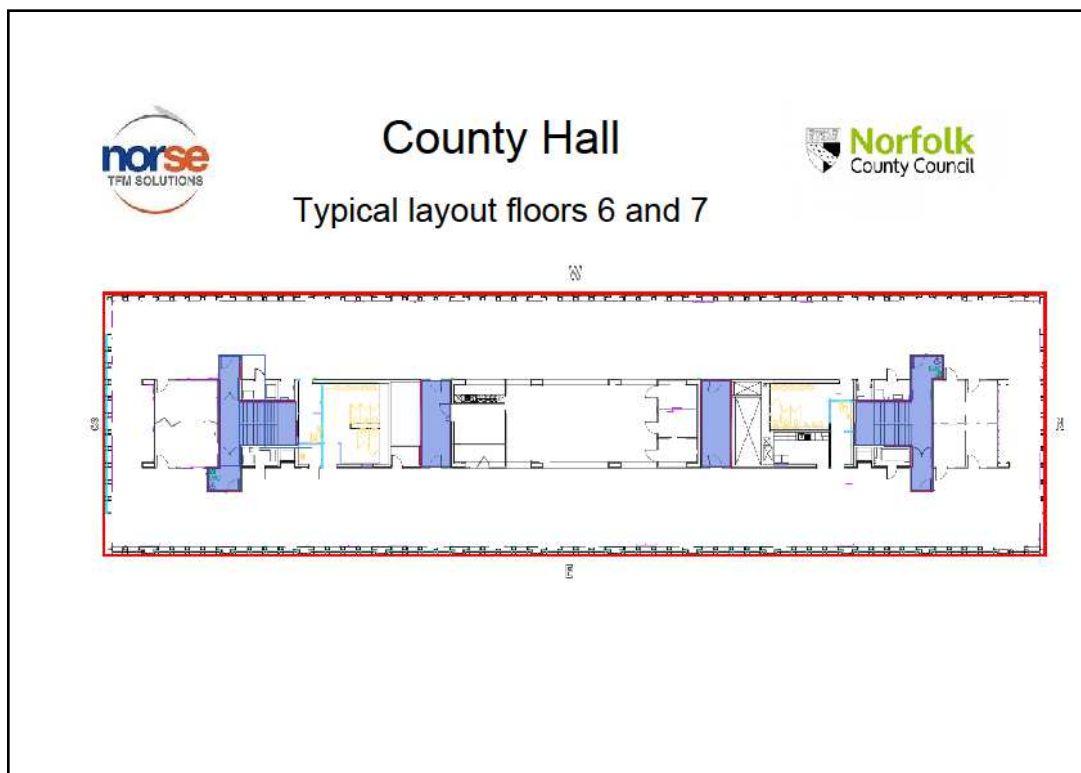 norse
TFM SOLUTIONS
County Hall
Norfolk
County Council
Typical layout floors 6 and 7
W
S
N
E